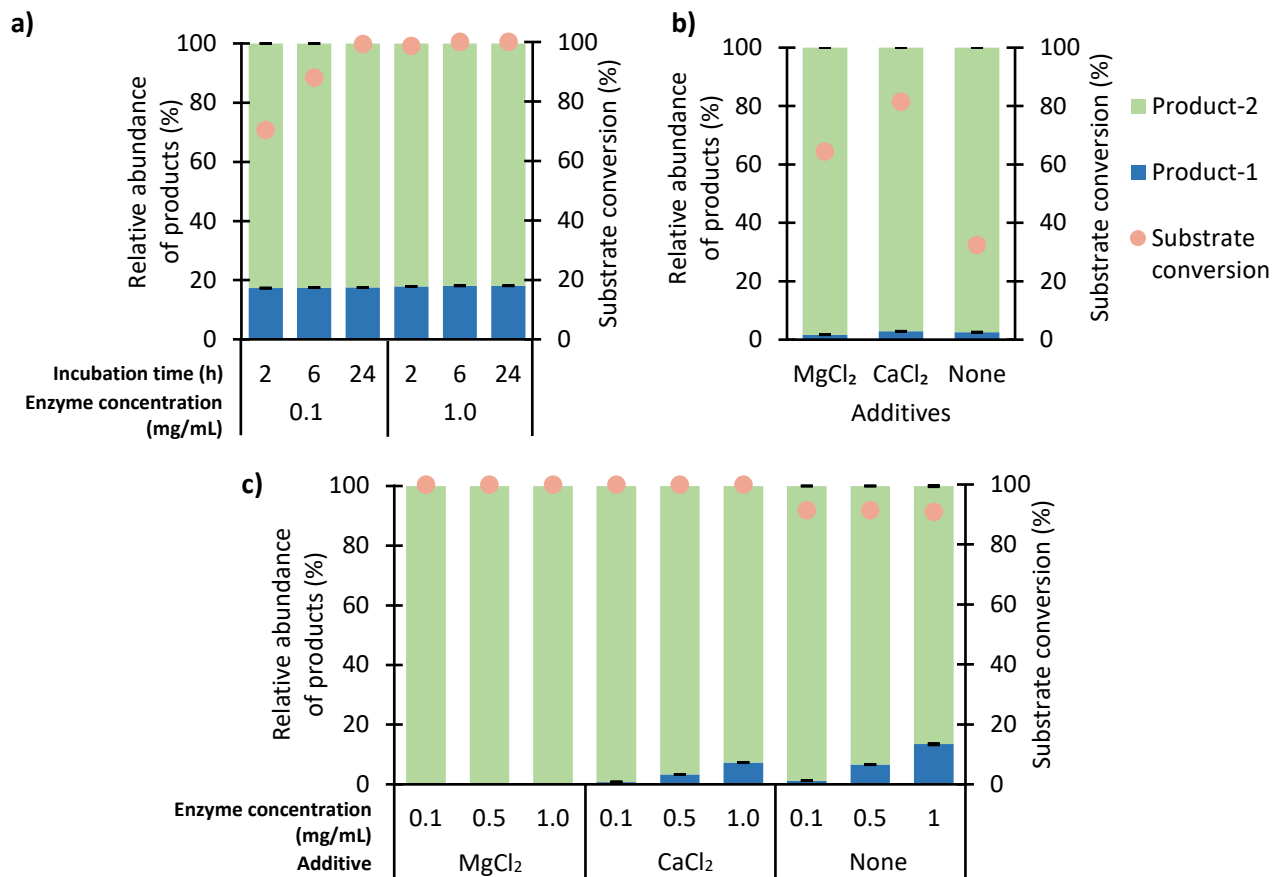 a)
Relative abundance
of products (%)
100
80
60
40
20
0
100
80
60
40
20
0
Substrate conversion (%)
Incubation time (h) 2 6 24 2 6 24
Enzyme concentration
(mg/mL) 0.1 1.0
b)
Relative abundance
of products (%)
100
80
60
40
20
0
100
80
60
40
20
0
Substrate conversion (%)
MgCl₂ CaCl₂ None
Additives
Product-2
Product-1
Substrate
conversion
c)
Relative abundance
of products (%)
100
80
60
40
20
0
100
80
60
40
20
0
Substrate conversion (%)
Enzyme concentration
(mg/mL) 0.1 0.5 1.0 0.1 0.5 1.0 0.1 0.5 1
Additive MgCl₂ CaCl₂ None